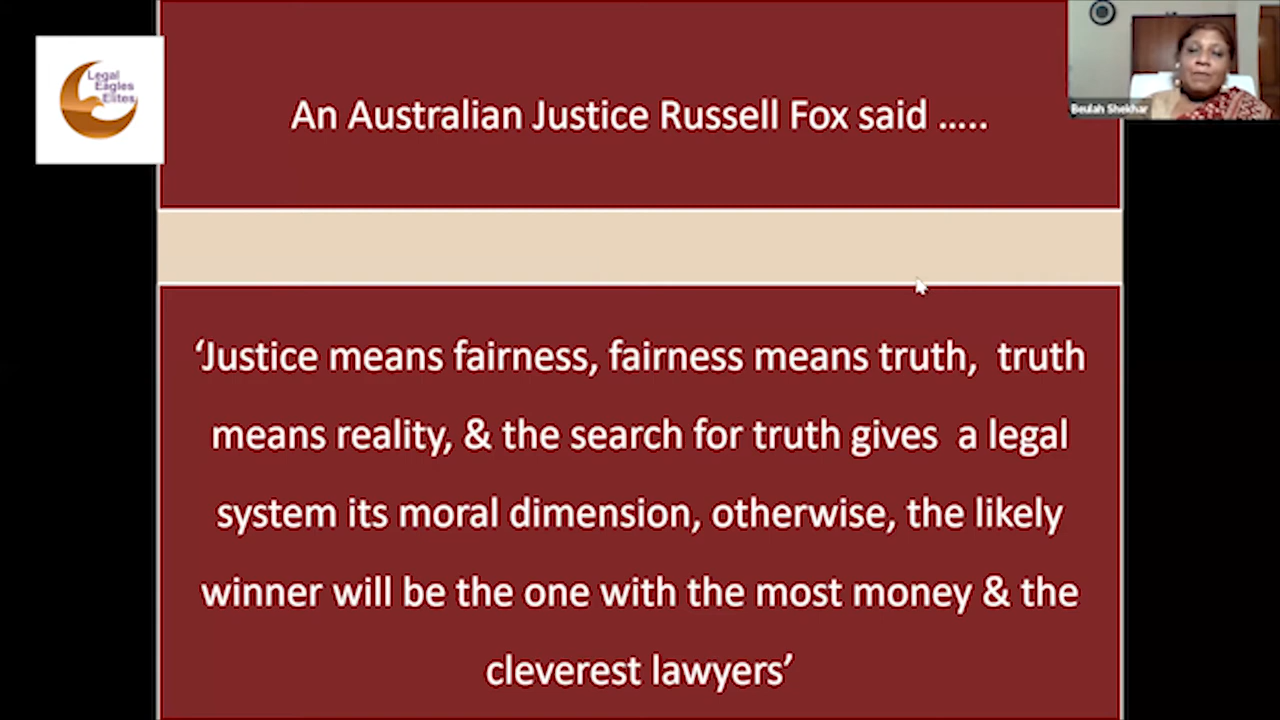 Legal
Eagles
Elites
An Australian Justice Russell Fox said .....
Beulah Shekhar
‘Justice means fairness, fairness means truth,  truth
means reality, & the search for truth gives  a legal
system its moral dimension, otherwise, the likely
winner will be the one with the most money & the
cleverest lawyers’